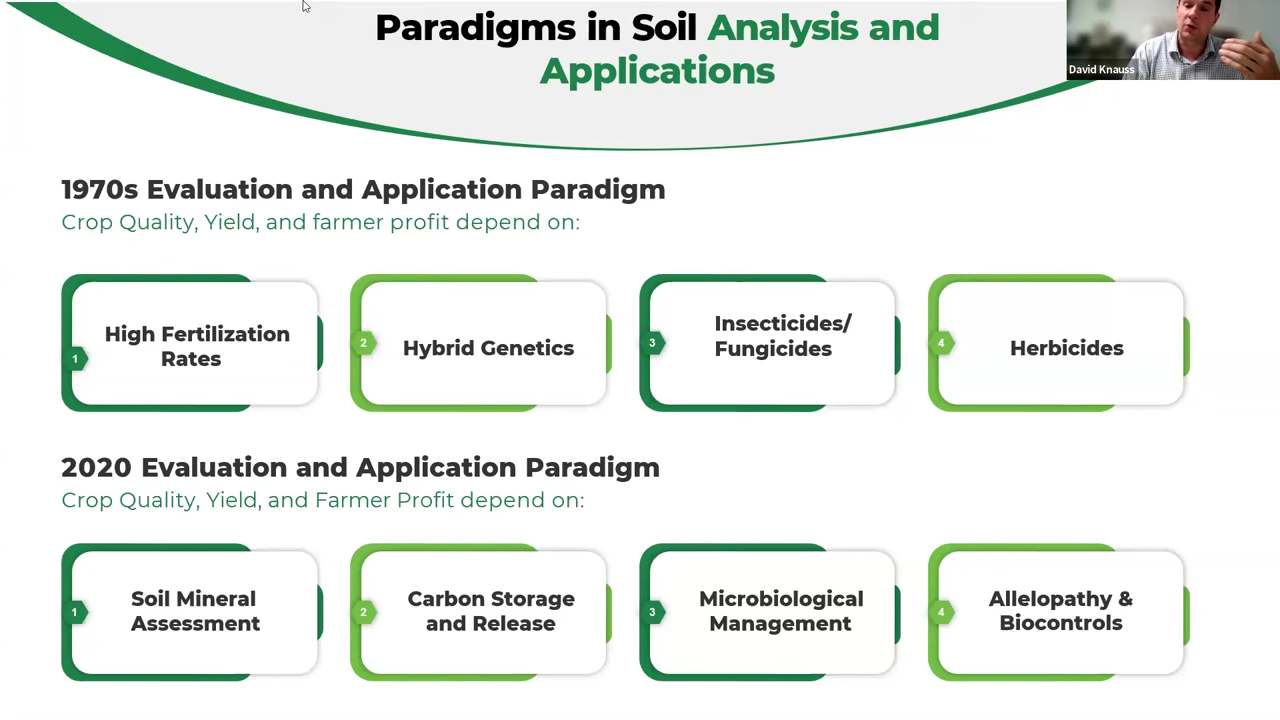 Paradigms in Soil Analysis and
Applications
David Knauss
1970s Evaluation and Application Paradigm
Crop Quality, Yield, and farmer profit depend on:
1
High Fertilization
Rates
2
Hybrid Genetics
3
Insecticides/
Fungicides
4
Herbicides
2020 Evaluation and Application Paradigm
Crop Quality, Yield, and Farmer Profit depend on:
1
Soil Mineral
Assessment
2
Carbon Storage
and Release
3
Microbiological
Management
4
Allelopathy &
Biocontrols